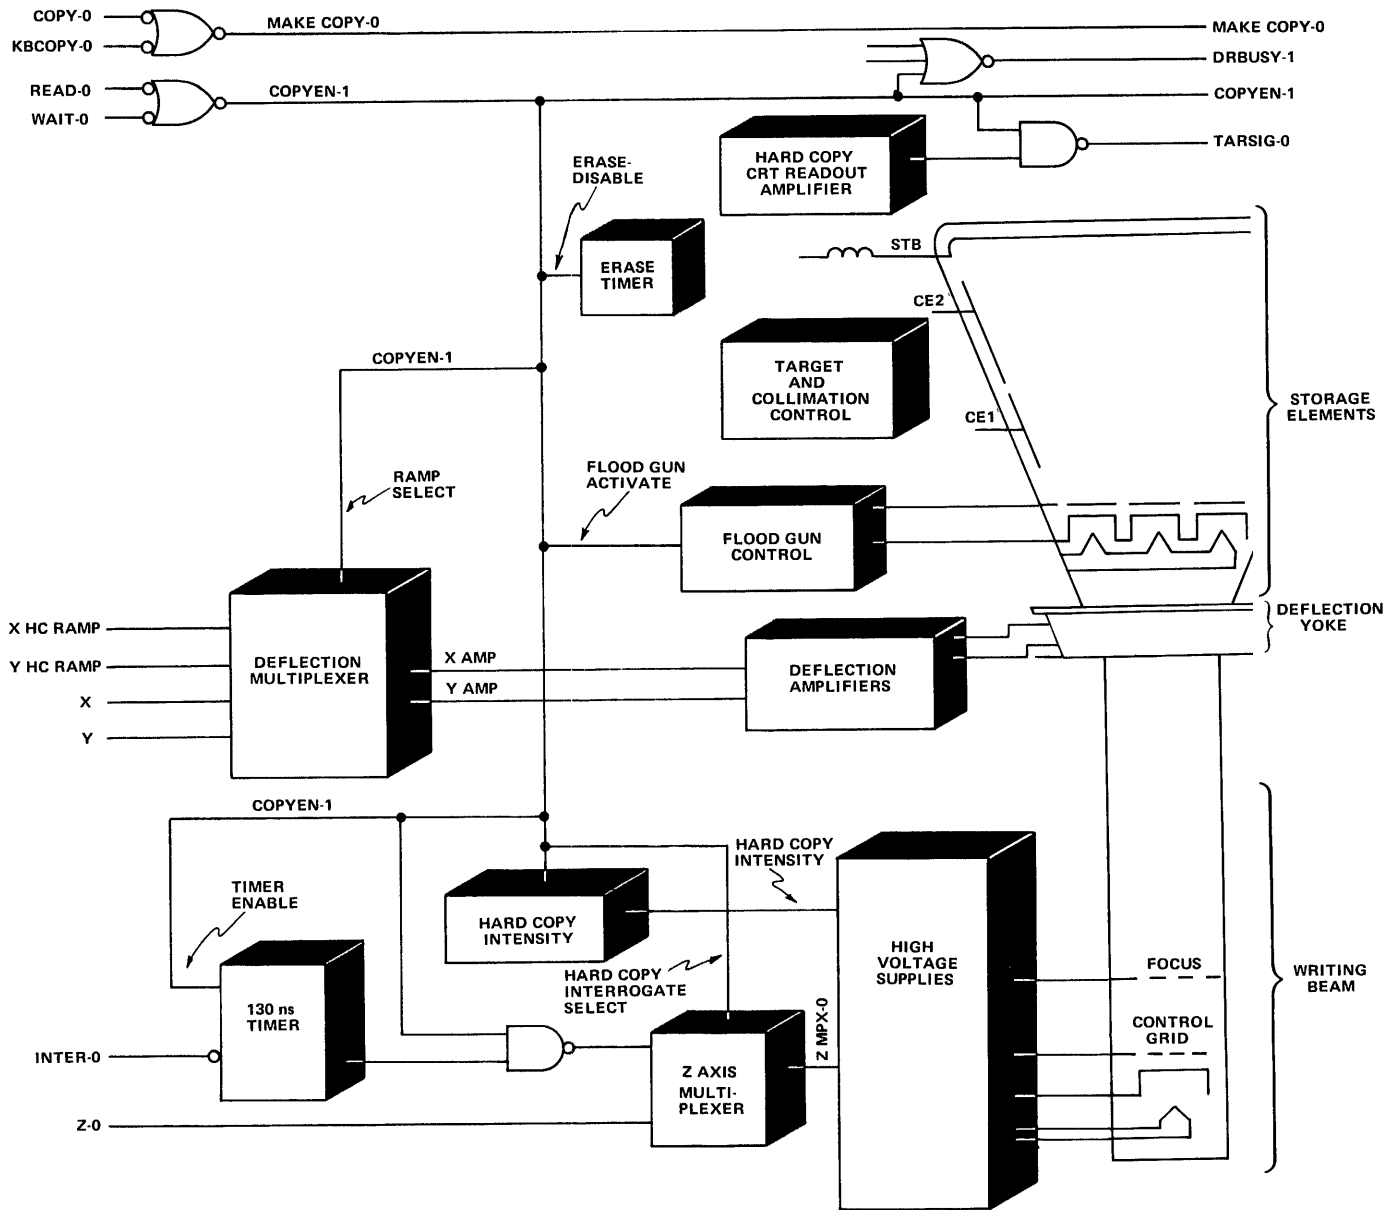 COPY-0
KBCOPY-0
MAKE COPY-0
MAKE COPY-0
DRBUSY-1
READ-0
WAIT-0
COPYEN-1
COPYEN-1
TARSIG-0
HARD COPY
CRT READOUT
AMPLIFIER
ERASE-
DISABLE
ERASE
TIMER
STB
CE2
CE1
TARGET
AND
COLLIMATION
CONTROL
STORAGE
ELEMENTS
COPYEN-1
RAMP
SELECT
FLOOD GUN
ACTIVATE
FLOOD GUN
CONTROL
DEFLECTION
YOKE
X HC RAMP
Y HC RAMP
X
Y
DEFLECTION
MULTIPLEXER
X AMP
Y AMP
DEFLECTION
AMPLIFIERS
COPYEN-1
TIMER
ENABLE
HARD COPY
INTENSITY
HARD COPY
INTENSITY
HARD COPY
INTERROGATE
SELECT
HIGH
VOLTAGE
SUPPLIES
FOCUS
CONTROL
GRID
WRITING
BEAM
130 ns
TIMER
INTER-0
Z-0
Z AXIS
MULTI-
PLEXER
Z MPX-0